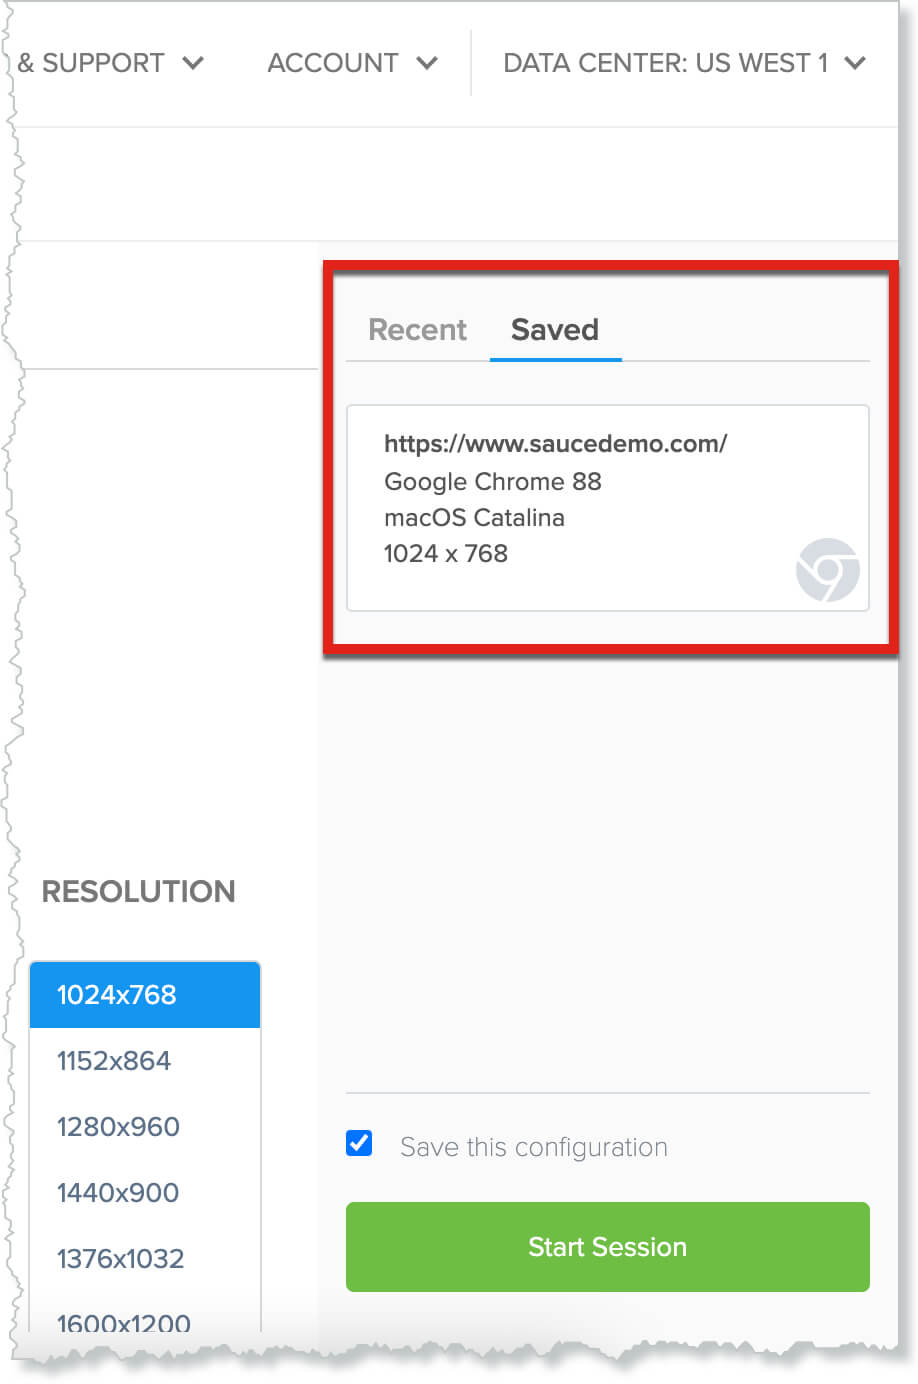 & SUPPORT
ACCOUNT
DATA CENTER: US WEST 1
Recent
Saved
https://www.saucedemo.com/
Google Chrome 88
macOS Catalina
1024 x 768
RESOLUTION
1024x768
1152x864
1280x960
1440x900
1376x1032
1600x1200
Save this configuration
Start Session